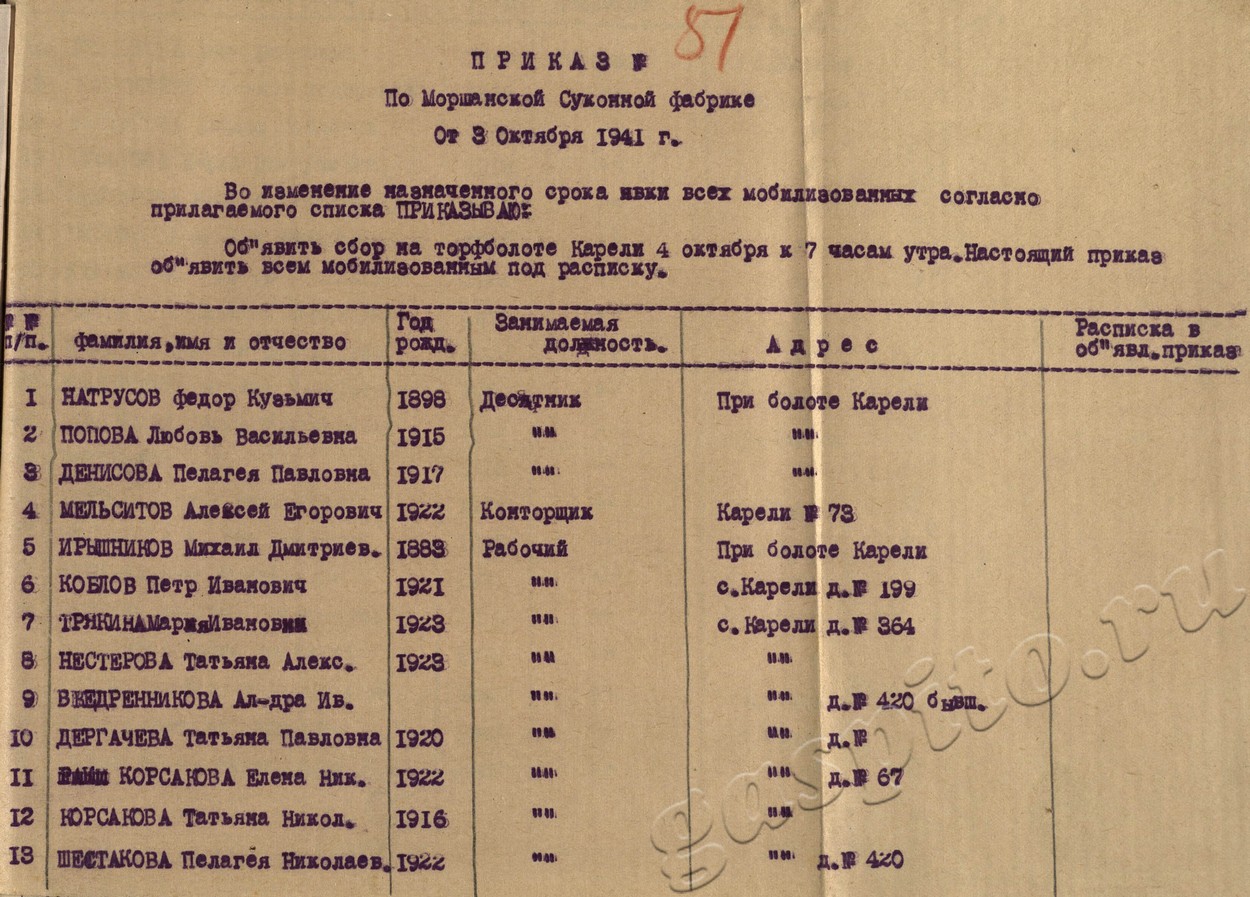 ПРИКАЗ № 87
По Моршанской Суконной фабрике
От 3 Октября 1941 г.
Во изменение назначенного срока явки всех мобилизованных согласно
прилагаемого списка ПРИКАЗЫВАЮ:
Об"явить сбор на торфболоте Карели 4 октября к 7 часам утра.Настоящий приказ
об"явить всем мобилизованным под расписку.
№ № п/п. фамилия,имя и отчество Год рожд. Занимаемая должность. Адрес Расписка в об"явл.приказ
1 НАТРУСОВ федор Кузьмич 1898 Десятник При болоте Карели
2 ПОПОВА Любовь Васильевна 1915 "" ""
3 ДЕНИСОВА Пелагея Павловна 1917 "" ""
4 МЕЛЬСИТОВ Алексей Егорович 1922 Конторщик Карели № 73
5 ИРЫШНИКОВ Михаил Дмитриев. 1883 Рабочий При болоте Карели
6 КОБЛОВ Петр Иванович 1921 "" с.Карели д.№ 199
7 ТРЯКИНАМарияИвановни 1923 "" с.Карели д.№ 364
8 НЕСТЕРОВА Татьяна Алекс. 1923 "" ""
9 ВЕДРЕННИКОВА Ал-дра Ив. "" "" д.№ 420 бывш.
10 ДЕРГАЧЕВА Татьяна Павловна 1920 "" "" д.№
11 КОРСАКОВА Елена Ник. 1922 "" "" д.№ 67
12 КОРСАКОВА Татьяна Никол. 1916 "" ""
13 ШЕСТАКОВА Пелагея Николаев. 1922 "" "" д.№ 420
gaspito.ru